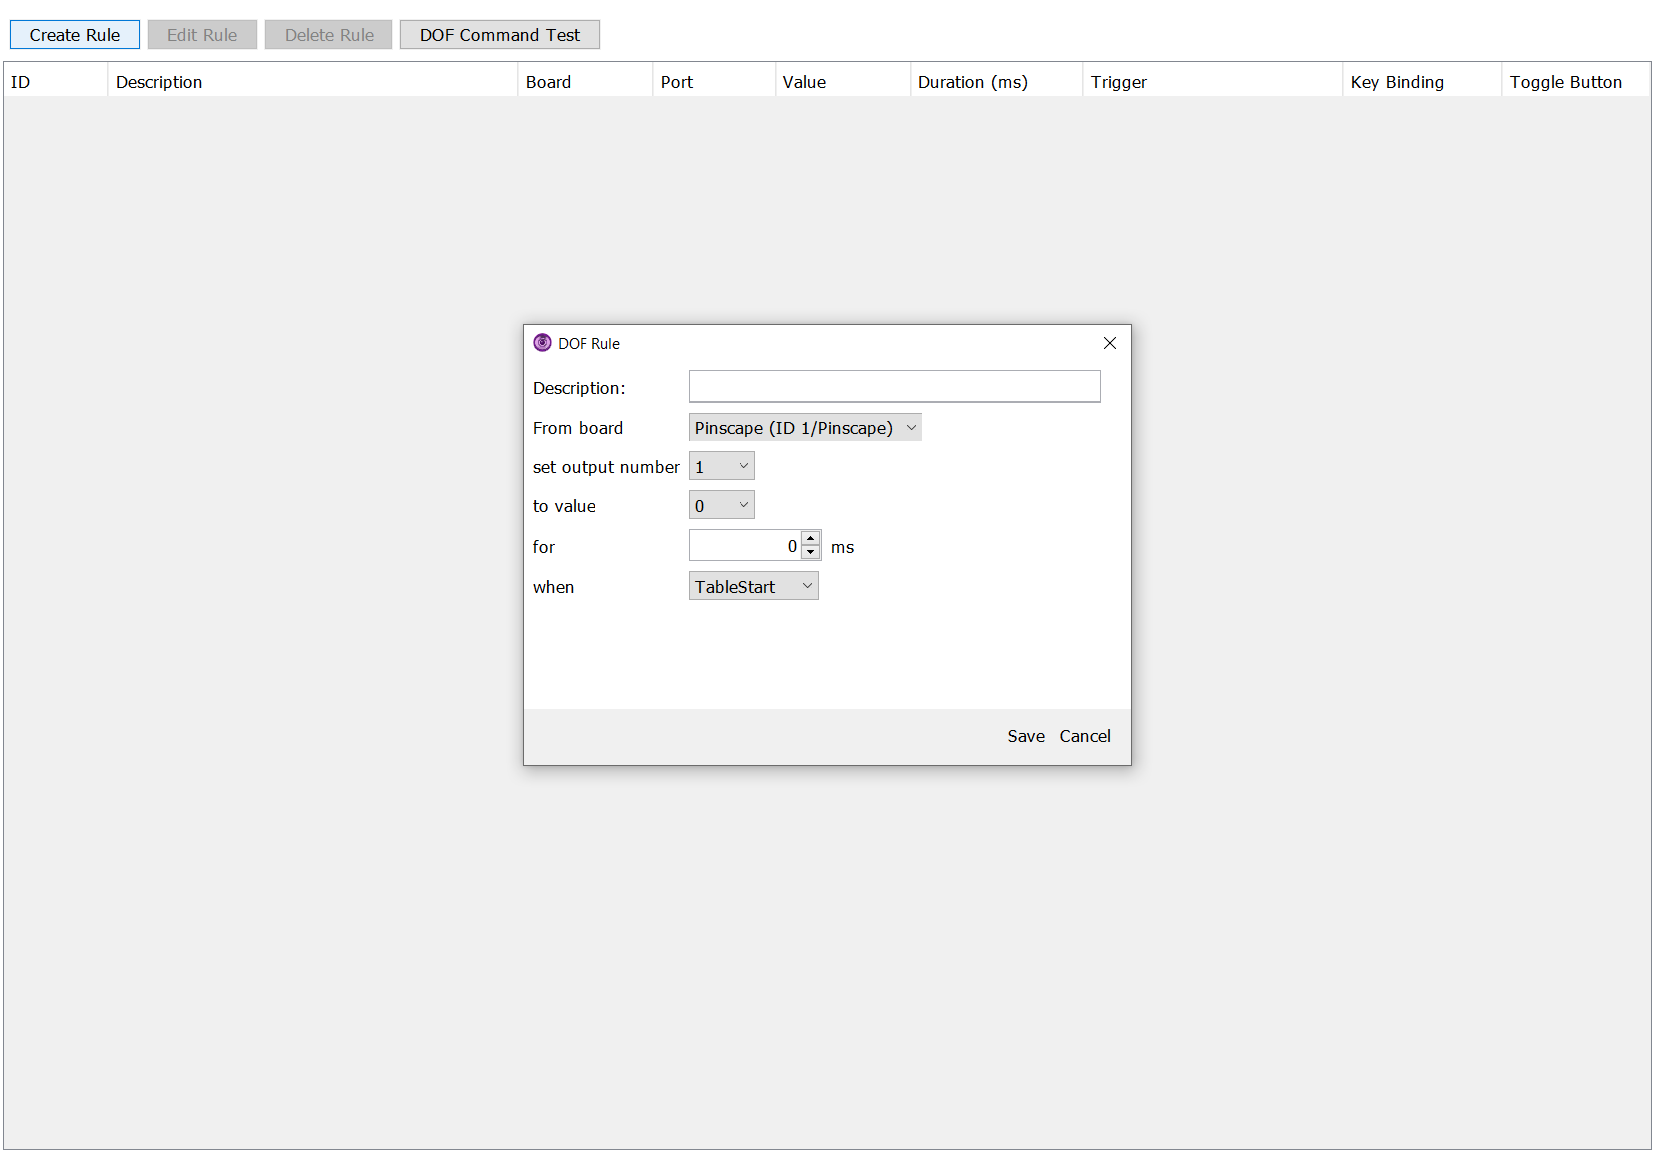 Create Rule Edit Rule Delete Rule DOF Command Test
ID Description Board Port Value Duration (ms) Trigger Key Binding Toggle Button
DOF Rule
Description:
From board Pinscape (ID 1/Pinscape)
set output number 1
to value 0
for 0 ms
when TableStart
Save Cancel